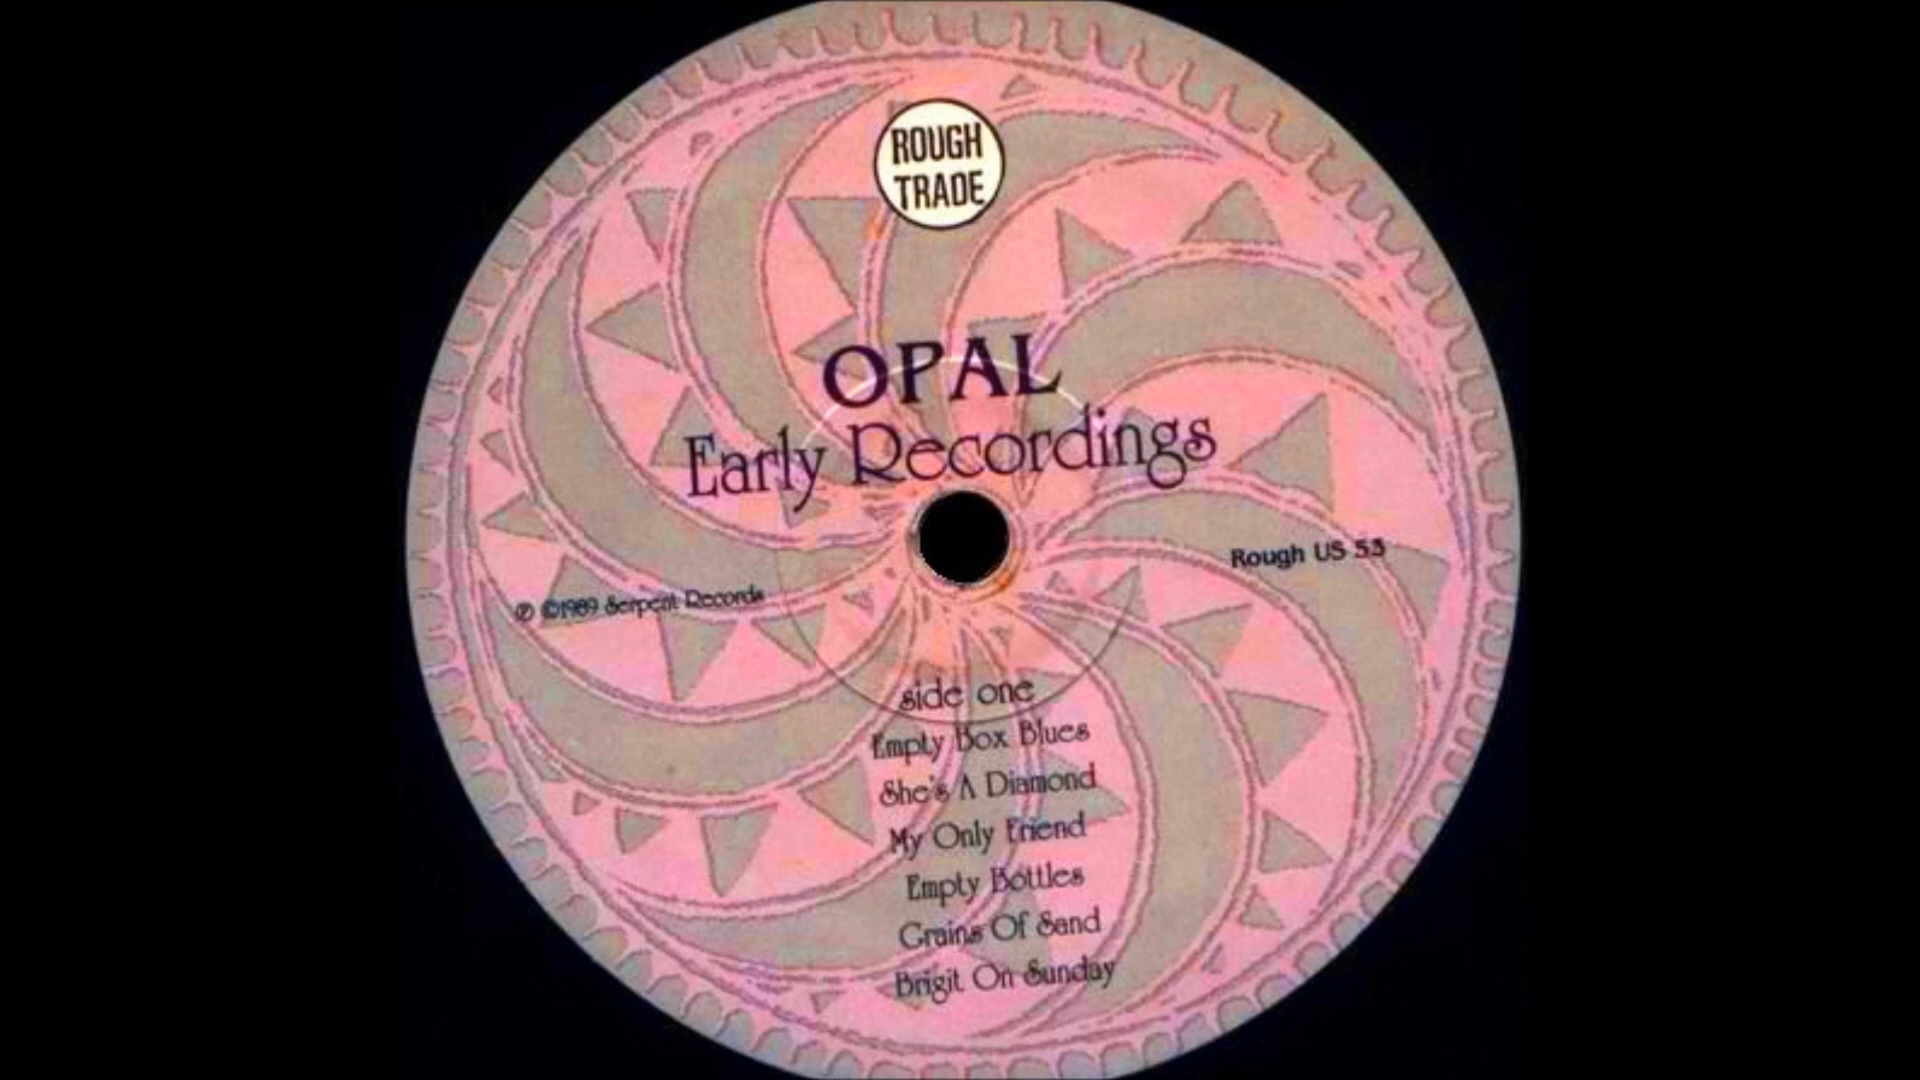 ROUGH
TRADE
OPAL
Early Recordings
Rough US 53
℗ ©1989 Serpent Records
side one
Empty Box Blues
She's A Diamond
My Only Friend
Empty Bottles
Grains Of Sand
Brigit On Sunday